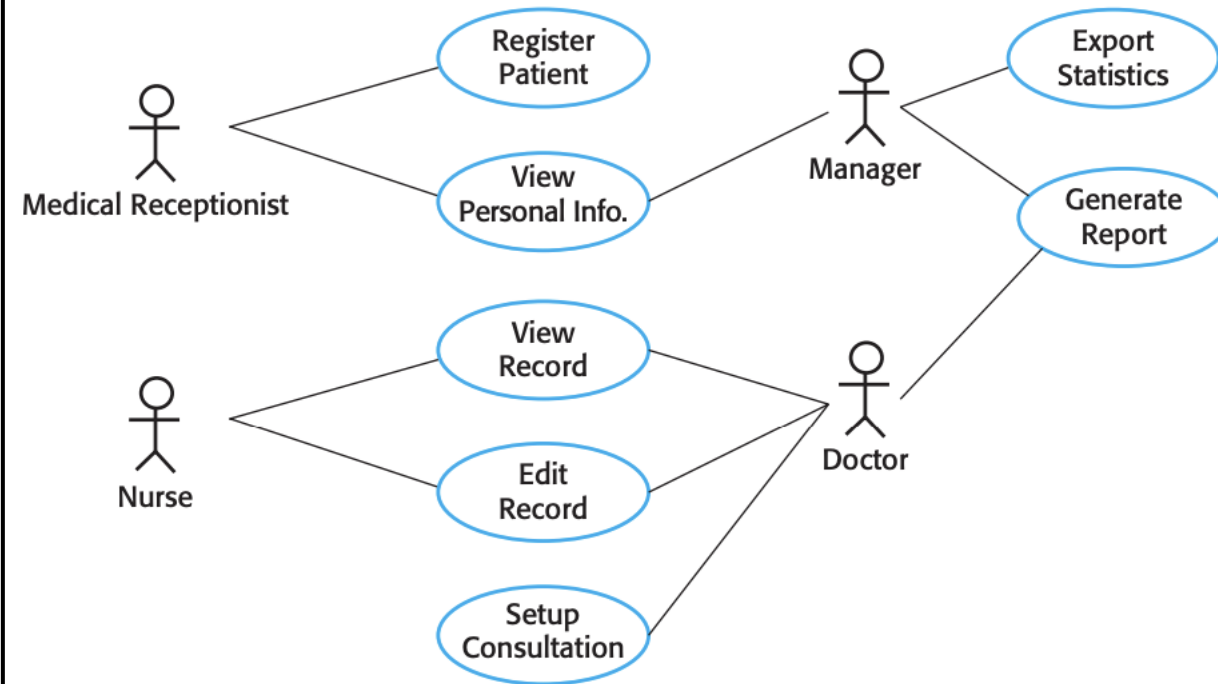 Register
Patient
Export
Statistics
Manager
Medical Receptionist
View
Personal Info.
Generate
Report
View
Record
Doctor
Nurse
Edit
Record
Setup
Consultation